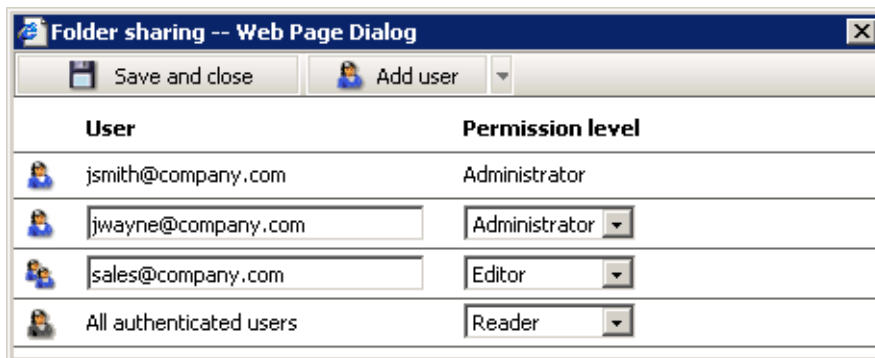 Folder sharing -- Web Page Dialog
Save and close Add user
User Permission level
jsmith@company.com Administrator
jwayne@company.com Administrator
sales@company.com Editor
All authenticated users Reader